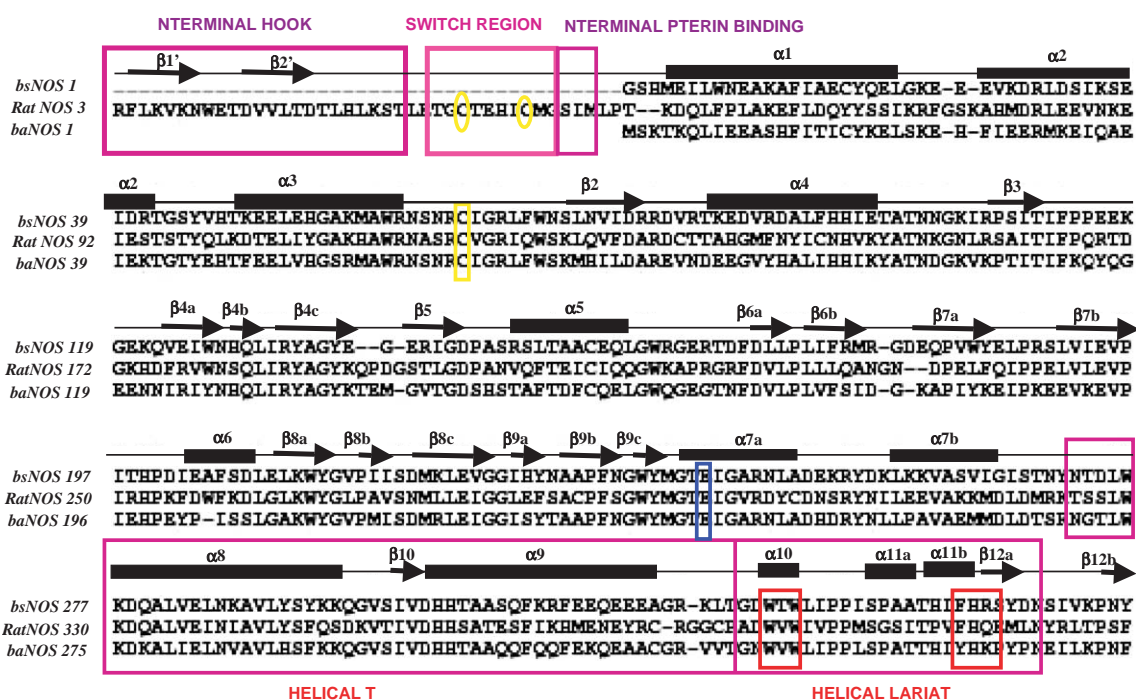 NTERMINAL HOOK SWITCH REGION NTERMINAL PTERIN BINDING
β1' β2' α1 α2
bsNOS 1 GSHMEILWNEAKAFIAECYQELGKE-E-EVKDRLDSIKSE
Rat NOS 3 RFLKVKNWETDVVLTDTLHLKSTLETGCTEHICMGSIMLPT--KDQLFPLAKEFLDQYYSSIKRFGSKAHMDRLEEVNKE
baNOS 1 MSKTKQLIEEASHFITICYKELSKE-H-FIEERMKEIQAE
α2 α3 β2 α4 β3
bsNOS 39 IDRTGSYVHTKEELEHGAKMAWRNSNRCIGRLFWNSLNVIDRRDVRTKEDVRDALFHHIETATNNGKIRPSITIFPPEEK
Rat NOS 92 IESTSTYQLKDTELIYGAKHAWRNASRCVGRIQWSKLQVFDARDCTTAHGMFNYICNHVKYATNKGNLRSAITIFPQRTD
baNOS 39 IEKTGTYEHTFEELVHGSRMAWRNSNRCIGRLFWSKMHILDAREVNDEEGVYHALIHHIKYATNDGKVKPTITIFKQYQG
β4a β4b β4c β5 α5 β6a β6b β7a β7b
bsNOS 119 GEKQVEIWNHQLIRYAGYE--G-ERIGDPASRSLTAACEQLGWRGERTDFDLLPLIFRMR-GDEQPVWYELPRSLVIEVP
RatNOS 172 GKHDFRVWNSQLIRYAGYKQPDGSTLGDPANVQFTEICIQQGWKAPRGRFDVLPLLLQANGN--DPELFQIPPELVLEVP
baNOS 119 EENNIRIYNHQLIRYAGYKTEM-GVTGDSHSTAFTDFCQELGWQGEGTNFDVLPLVFSID-G-KAPIYKEIPKEEVKEVP
α6 β8a β8b β8c β9a β9b β9c α7a α7b
bsNOS 197 ITHPDIEAFSDLELKWYGVPIISDMKLEVGGIHYNAAPFNGWYMGTEIGARNLADEKRYDKLKKVASVIGISTNYNTDLW
RatNOS 250 IRHPKFDWFKDLGLKWYGLPAVSNMLLEIGGLEFSACPFSGWYMGTEIGVRDYCDNSRYNILEEVAKKMDLDMRKTSSLW
baNOS 196 IEHPEYP-ISSLGAKWYGVPMISDMRLEIGGISYTAAPFNGWYMGTEIGARNLADHDRYNLLPAVAEMMDLDTSRNGTLW
α8 β10 α9 α10 α11a α11b β12a β12b
bsNOS 277 KDQALVELNKAVLYSYKKQGVSIVDHHTAASQFKRFEEQEEEAGR-KLTGDWTWLIPPISPAATHIFHRSYDNSIVKPNY
RatNOS 330 KDQALVEINIAVLYSFQSDKVTIVDHHSATESFIKHMENEYRC-RGGCPADWVWIVPPMSGSITPVFHQEMLNYRLTPSF
baNOS 275 KDKALIELNVAVLHSFKKQGVSIVDHHTAAQQFQQFEKQEAACGR-VVTGNWVWLIPPLSPATTHIYHKPYPNEILKPNF
HELICAL T HELICAL LARIAT